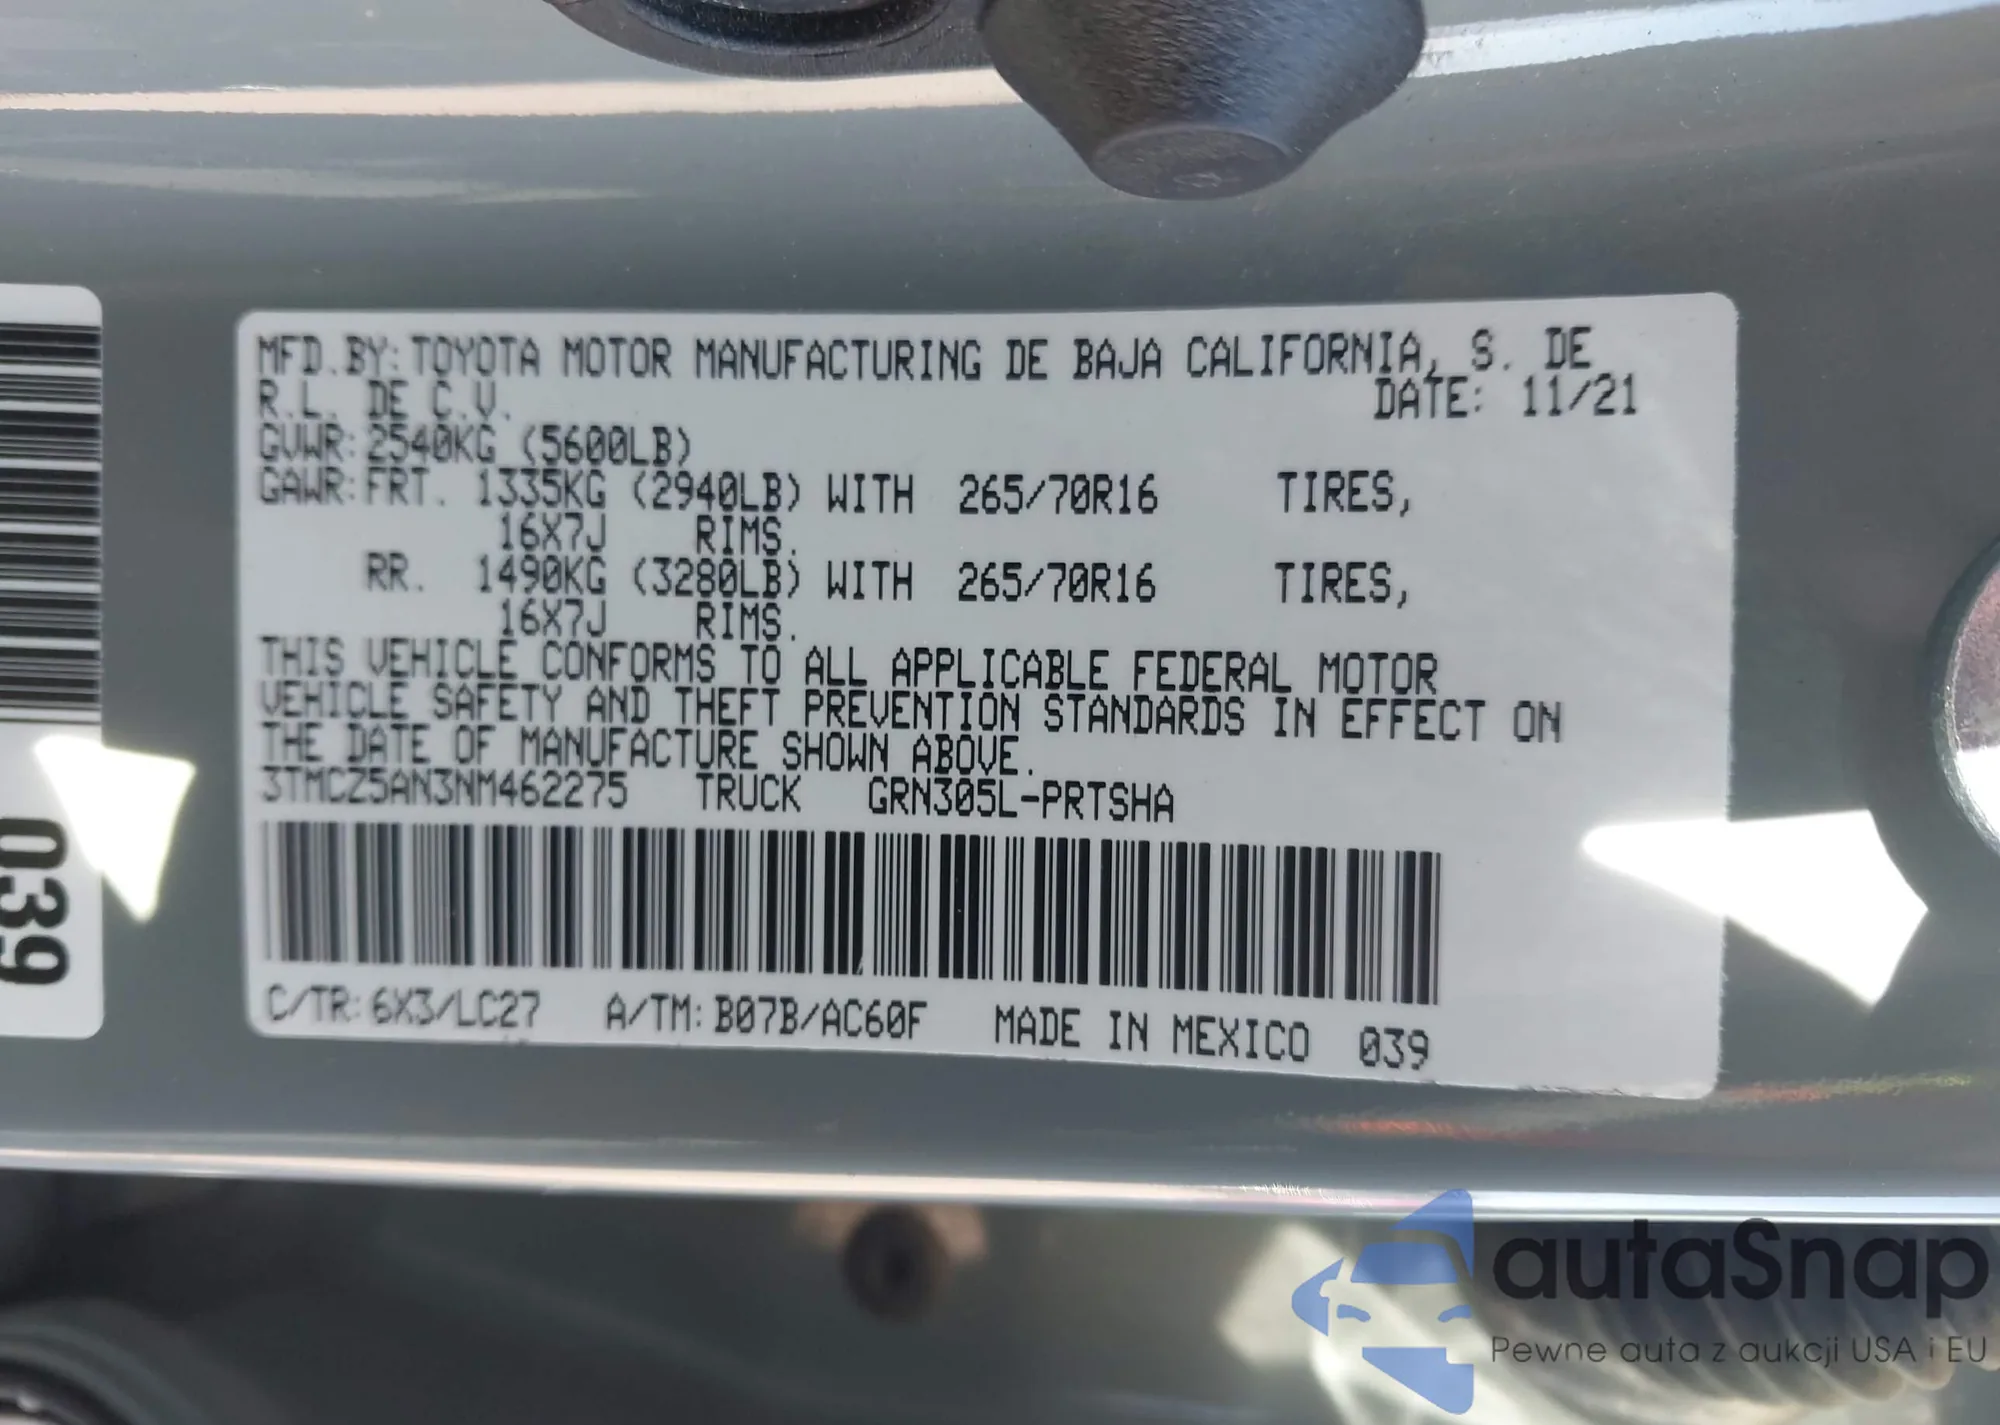 MFD.BY:TOYOTA MOTOR MANUFACTURING DE BAJA CALIFORNIA, S. DE
R.L. DE C.V. DATE: 11/21
GVWR:2540KG (5600LB)
GAWR:FRT. 1335KG (2940LB) WITH 265/70R16 TIRES,
16X7J RIMS.
RR. 1490KG (3280LB) WITH 265/70R16 TIRES,
16X7J RIMS.
THIS VEHICLE CONFORMS TO ALL APPLICABLE FEDERAL MOTOR
VEHICLE SAFETY AND THEFT PREVENTION STANDARDS IN EFFECT ON
THE DATE OF MANUFACTURE SHOWN ABOVE.
3TMCZ5AN3NM462275 TRUCK GRN305L-PRTSHA
C/TR:6X3/LC27 A/TM:B07B/AC60F MADE IN MEXICO 039
039
autaSnap
Pewne auta z aukcji USA i EU